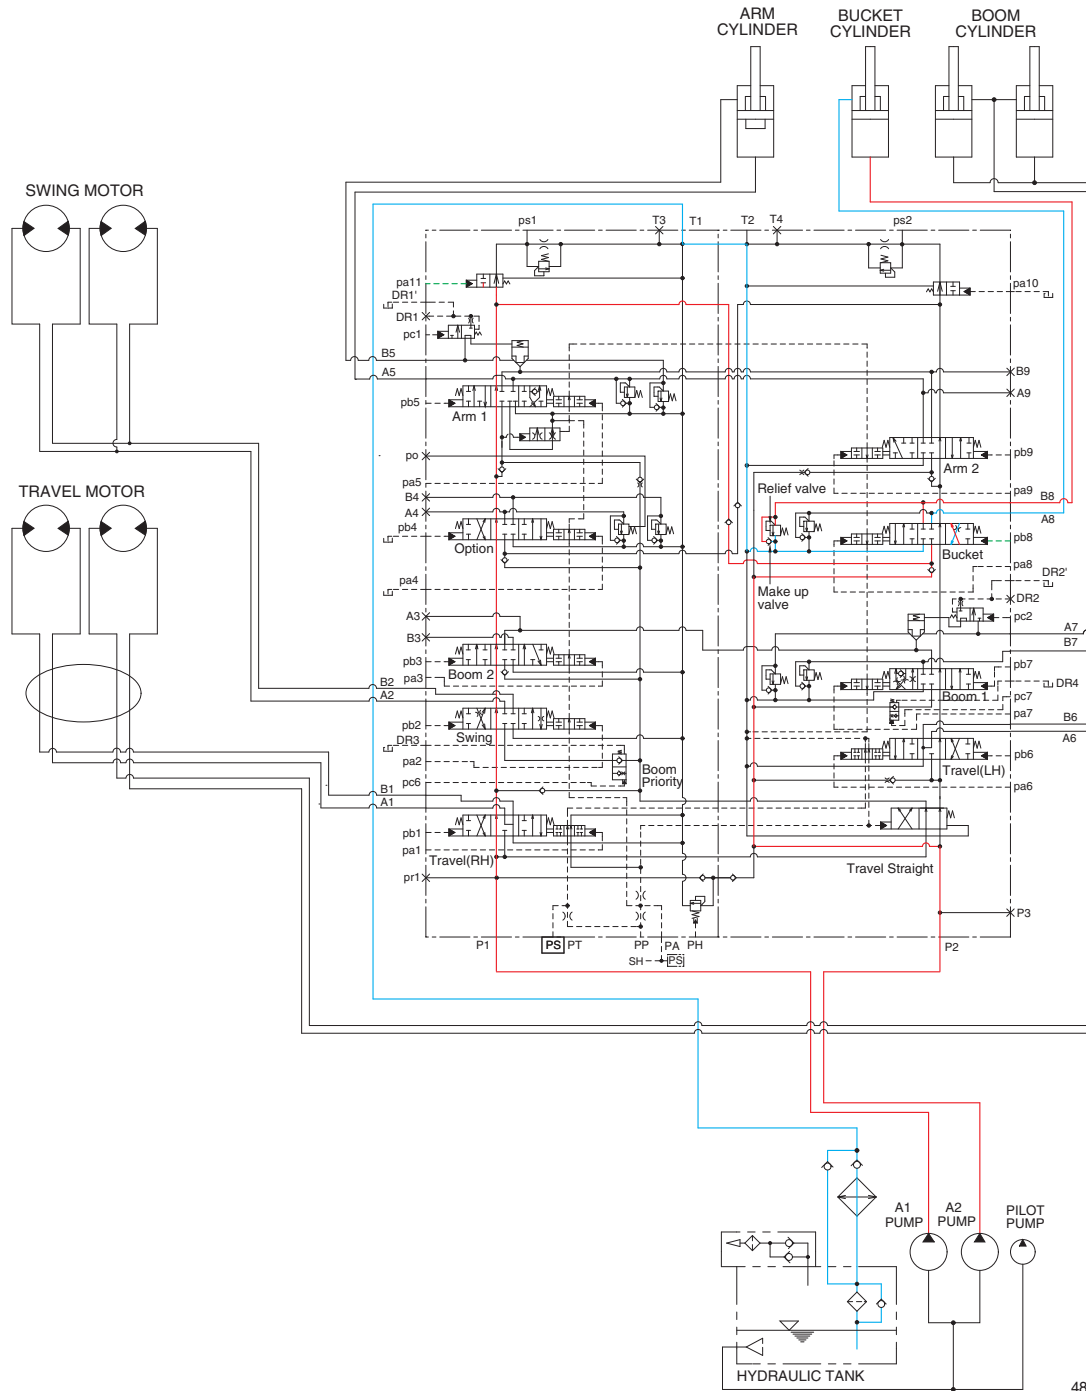 ARM
CYLINDER
BUCKET
CYLINDER
BOOM
CYLINDER
SWING MOTOR
TRAVEL MOTOR
ps1
T3
T1
T2
T4
ps2
pa11
DR1'
DR1
pc1
B5
A5
pb5
Arm 1
po
pa5
B4
A4
pb4
Option
pa4
A3
B3
pb3
Boom 2
pa3
B2
A2
pb2
Swing
DR3
pa2
pc6
Boom
Priority
B1
A1
pb1
pa1
Travel(RH)
pr1
pa10
B9
A9
pb9
Arm 2
pa9
Relief valve
B8
A8
pb8
Bucket
pa8
DR2'
Make up
valve
DR2
pc2
A7
B7
pb7
DR4
Boom 1
pc7
pa7
B6
A6
pb6
Travel(LH)
pa6
Travel Straight
P3
P1
PS
PT
PP
PA
PH
P2
SH
PS
A1
PUMP
A2
PUMP
PILOT
PUMP
HYDRAULIC TANK
48